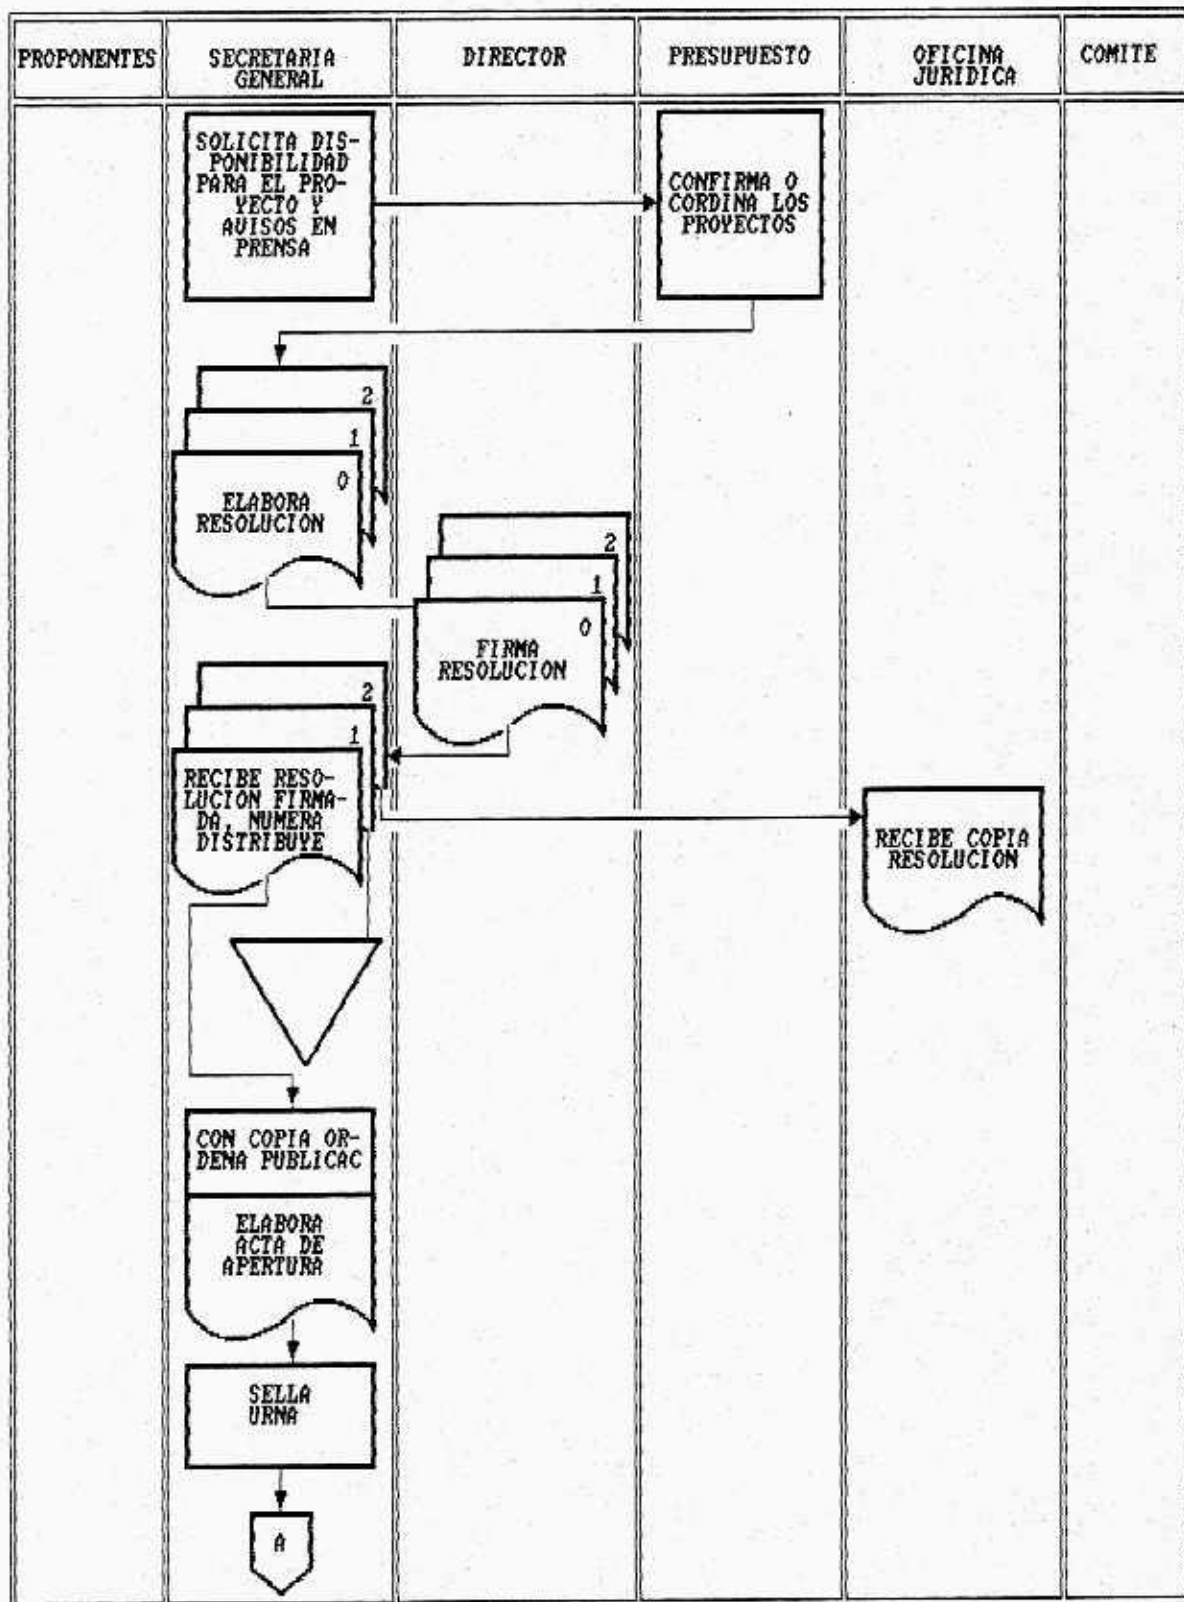 PROPONENTES
SECRETARIA
GENERAL
DIRECTOR
PRESUPUESTO
OFICINA
JURIDICA
COMITE
SOLICITA DIS-
PONIBILIDAD
PARA EL PRO-
YECTO Y
AVISOS EN
PRENSA
CONFIRMA O
CORDINA LOS
PROYECTOS
2
1
0
ELABORA
RESOLUCION
2
1
0
FIRMA
RESOLUCION
2
1
RECIBE RESO-
LUCION FIRMA-
DA, NUMERA
DISTRIBUYE
RECIBE COPIA
RESOLUCION
CON COPIA OR-
DENA PUBLICAC
ELABORA
ACTA DE
APERTURA
SELLA
URNA
A